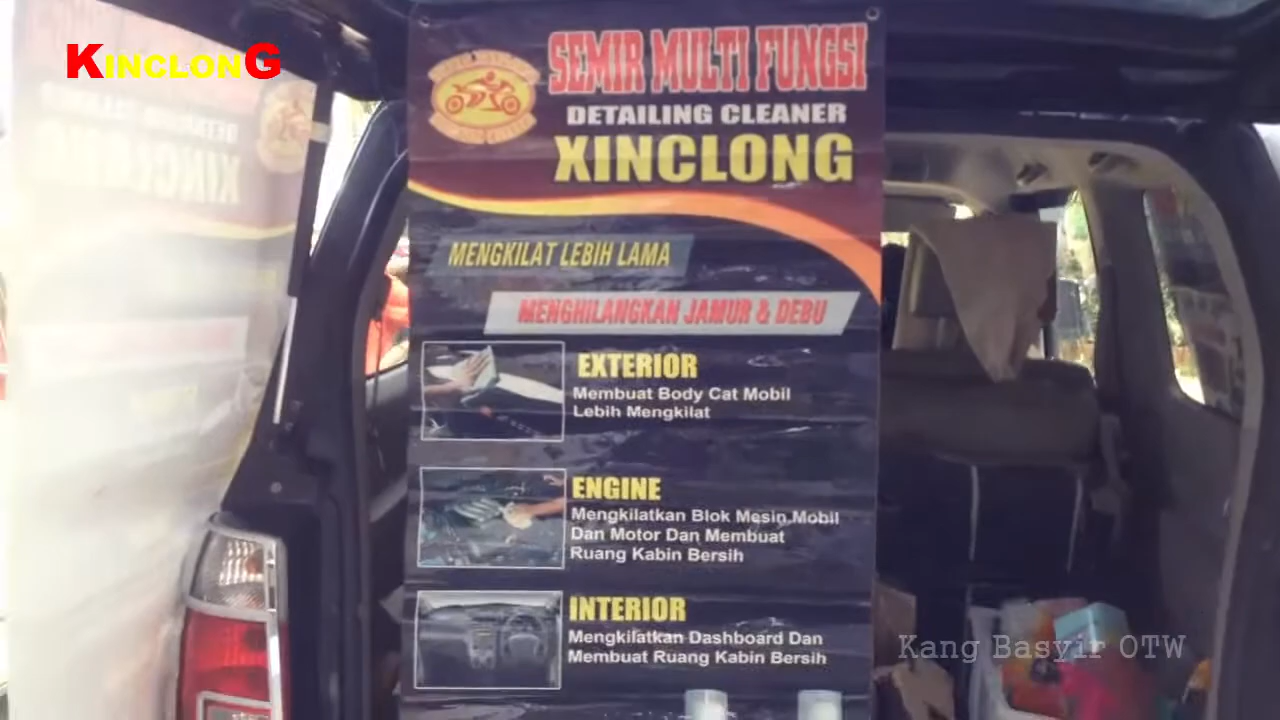 KINCLONG
SEMIR MULTI FUNGSI
DETAILING CLEANER
XINCLONG
MENGKILAT LEBIH LAMA
MENGHILANGKAN JAMUR & DEBU
EXTERIOR
Membuat Body Cat Mobil
Lebih Mengkilat
ENGINE
Mengkilatkan Blok Mesin Mobil
Dan Motor Dan Membuat
Ruang Kabin Bersih
INTERIOR
Mengkilatkan Dashboard Dan
Membuat Ruang Kabin Bersih
Kang Basyir OTW